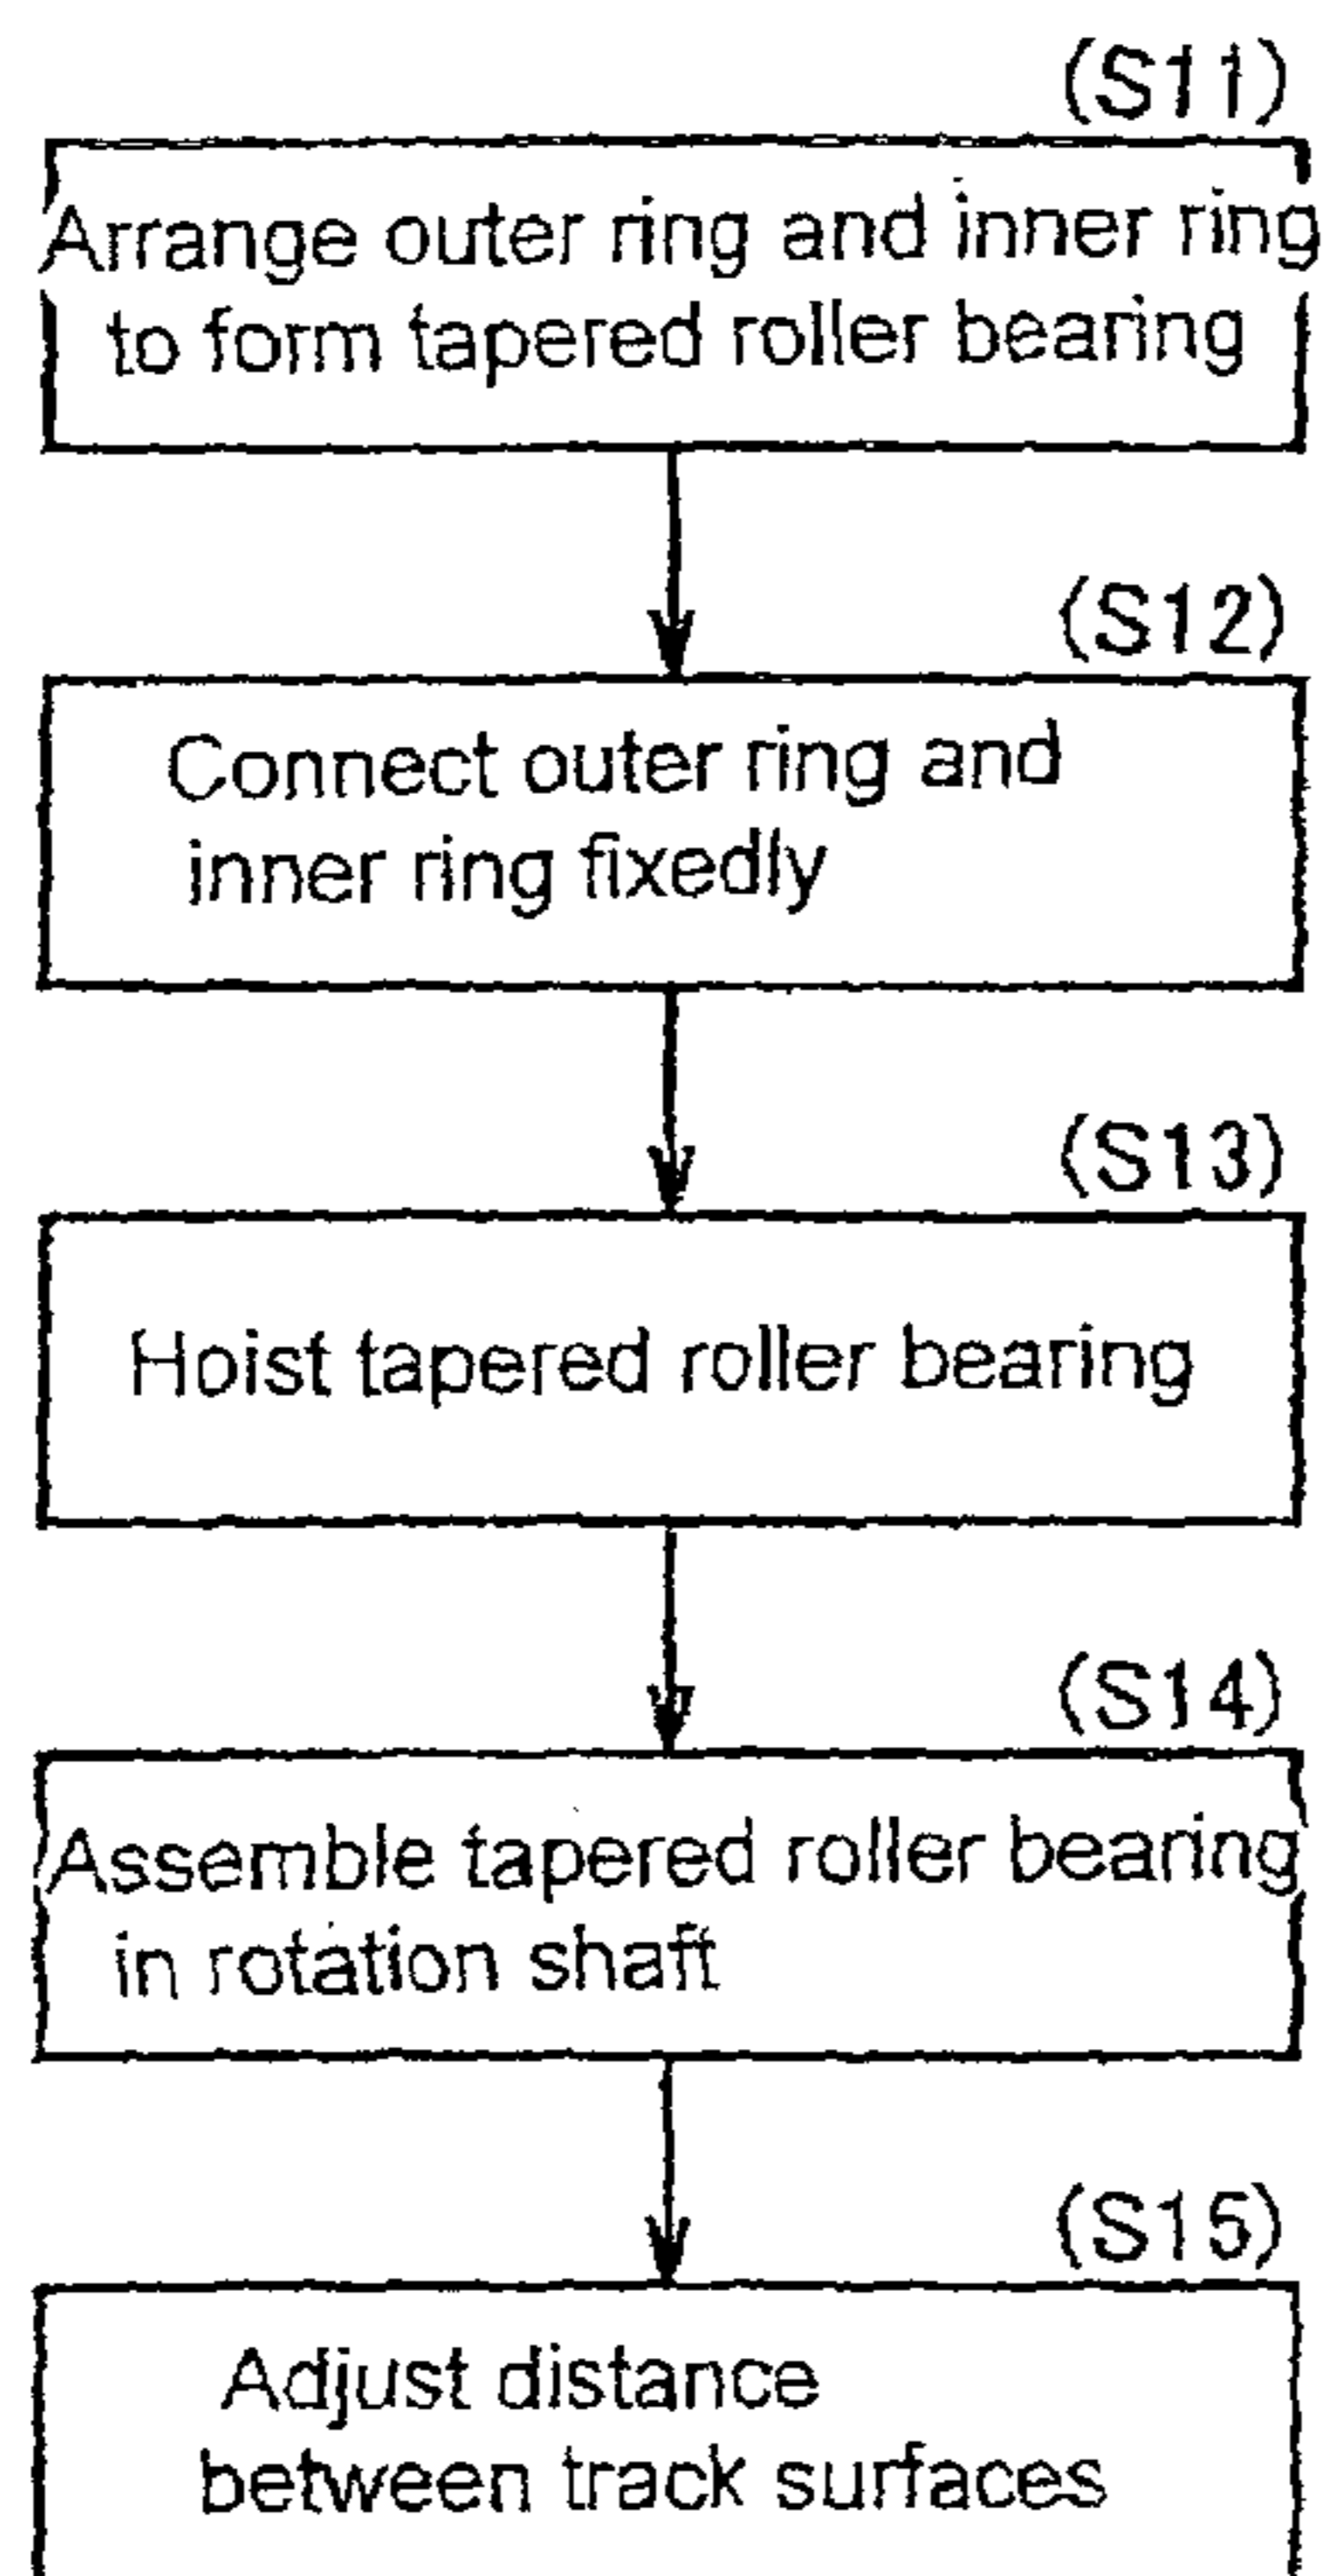 (S11)
Arrange outer ring and inner ring
to form tapered roller bearing
(S12)
Connect outer ring and
inner ring fixedly
(S13)
Hoist tapered roller bearing
(S14)
Assemble tapered roller bearing
in rotation shaft
(S15)
Adjust distance
between track surfaces